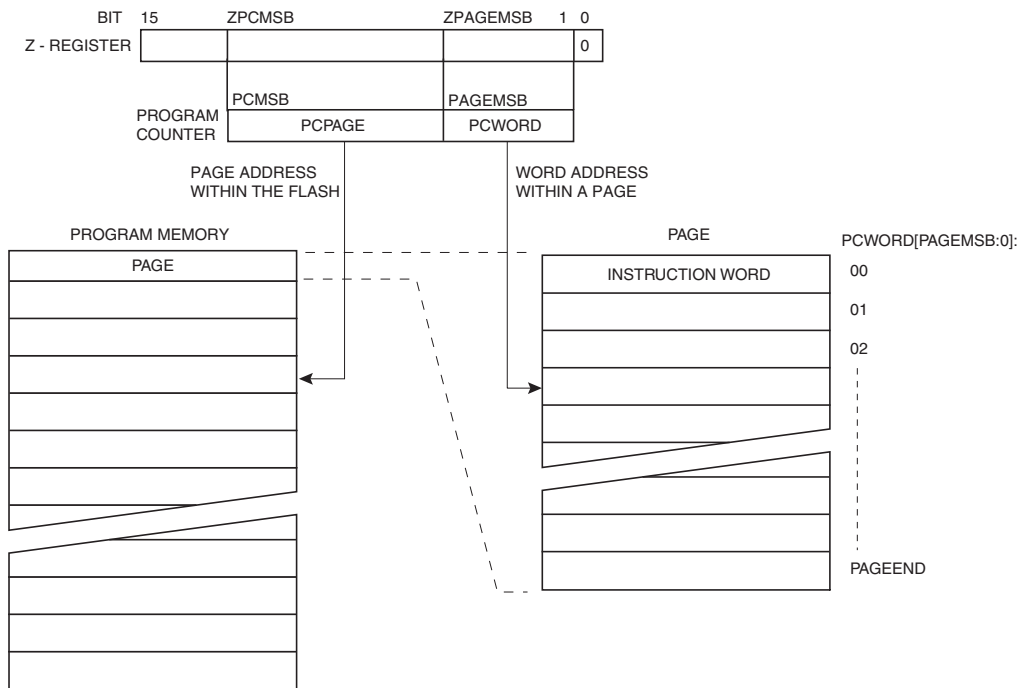 BIT 15 ZPCMSB ZPAGEMSB 1 0
Z - REGISTER 0
PCMSB PAGEMSB
PROGRAM
COUNTER
PCPAGE PCWORD
PAGE ADDRESS
WITHIN THE FLASH
WORD ADDRESS
WITHIN A PAGE
PROGRAM MEMORY
PAGE
PAGE
INSTRUCTION WORD
PCWORD[PAGEMSB:0]:
00
01
02
PAGEEND